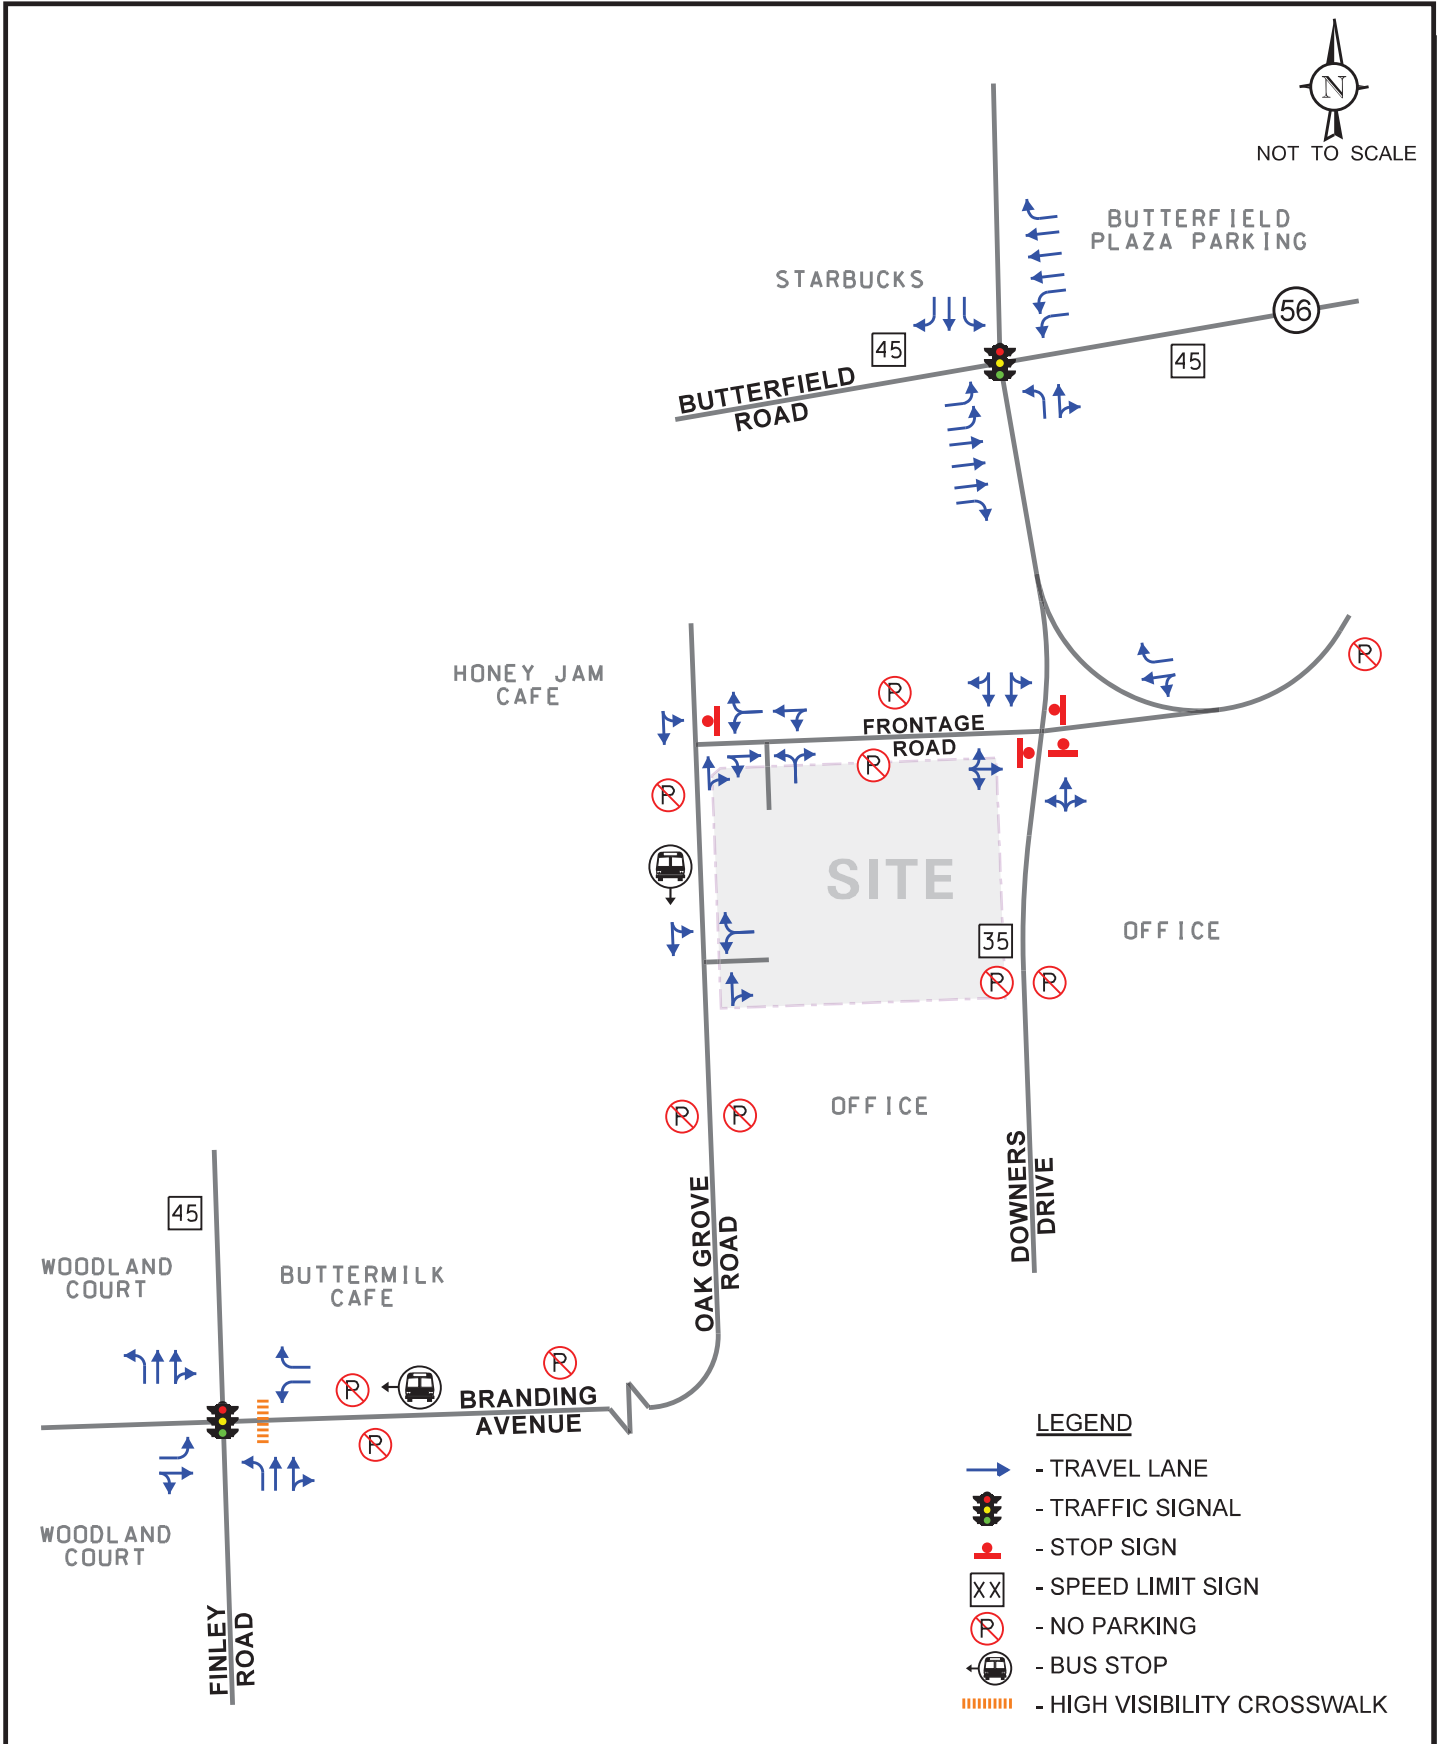 N
NOT TO SCALE
BUTTERFIELD
PLAZA PARKING
STARBUCKS
56
45
45
BUTTERFIELD
ROAD
HONEY JAM
CAFE
P
P
FRONTAGE
ROAD
P
P
SITE
35
OFFICE
P
P
OFFICE
P
P
DOWNERS
DRIVE
OAK GROVE
ROAD
45
WOODLAND
COURT
BUTTERMILK
CAFE
P
P
BRANDING
AVENUE
P
WOODLAND
COURT
FINLEY
ROAD
LEGEND
- TRAVEL LANE
- TRAFFIC SIGNAL
- STOP SIGN
XX - SPEED LIMIT SIGN
P - NO PARKING
- BUS STOP
- HIGH VISIBILITY CROSSWALK